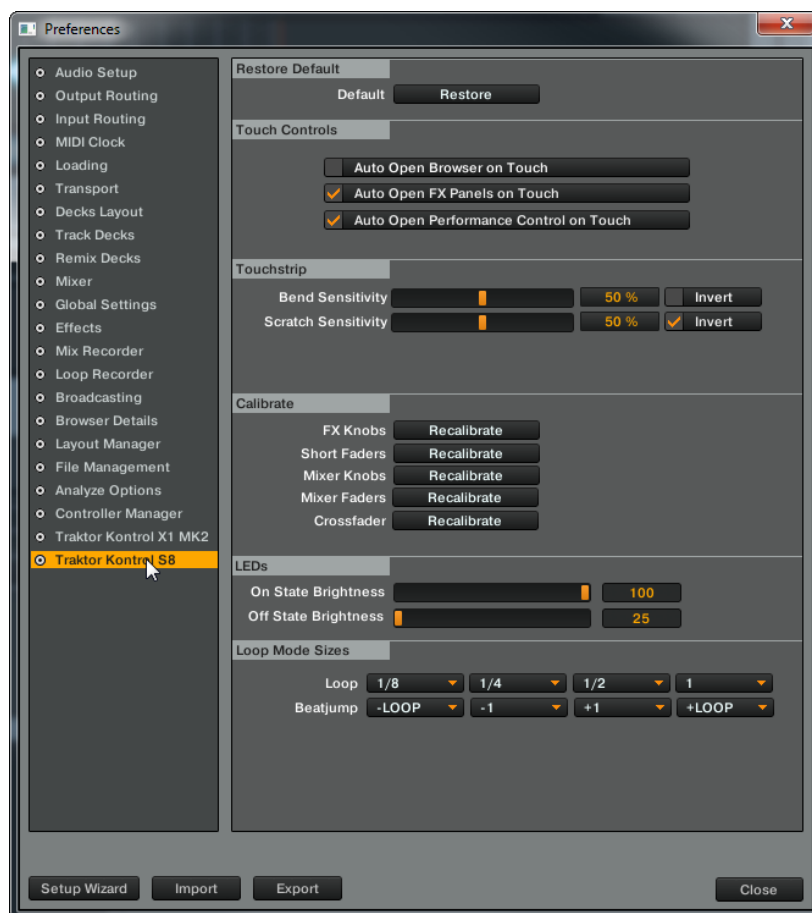 Preferences
Audio Setup
Output Routing
Input Routing
MIDI Clock
Loading
Transport
Decks Layout
Track Decks
Remix Decks
Mixer
Global Settings
Effects
Mix Recorder
Loop Recorder
Broadcasting
Browser Details
Layout Manager
File Management
Analyze Options
Controller Manager
Traktor Kontrol X1 MK2
Traktor Kontrol S8
Restore Default
Default Restore
Touch Controls
Auto Open Browser on Touch
Auto Open FX Panels on Touch
Auto Open Performance Control on Touch
Touchstrip
Bend Sensitivity 50 % Invert
Scratch Sensitivity 50 % Invert
Calibrate
FX Knobs Recalibrate
Short Faders Recalibrate
Mixer Knobs Recalibrate
Mixer Faders Recalibrate
Crossfader Recalibrate
LEDs
On State Brightness 100
Off State Brightness 25
Loop Mode Sizes
Loop 1/8 1/4 1/2 1
Beatjump -LOOP -1 +1 +LOOP
Setup Wizard Import Export Close